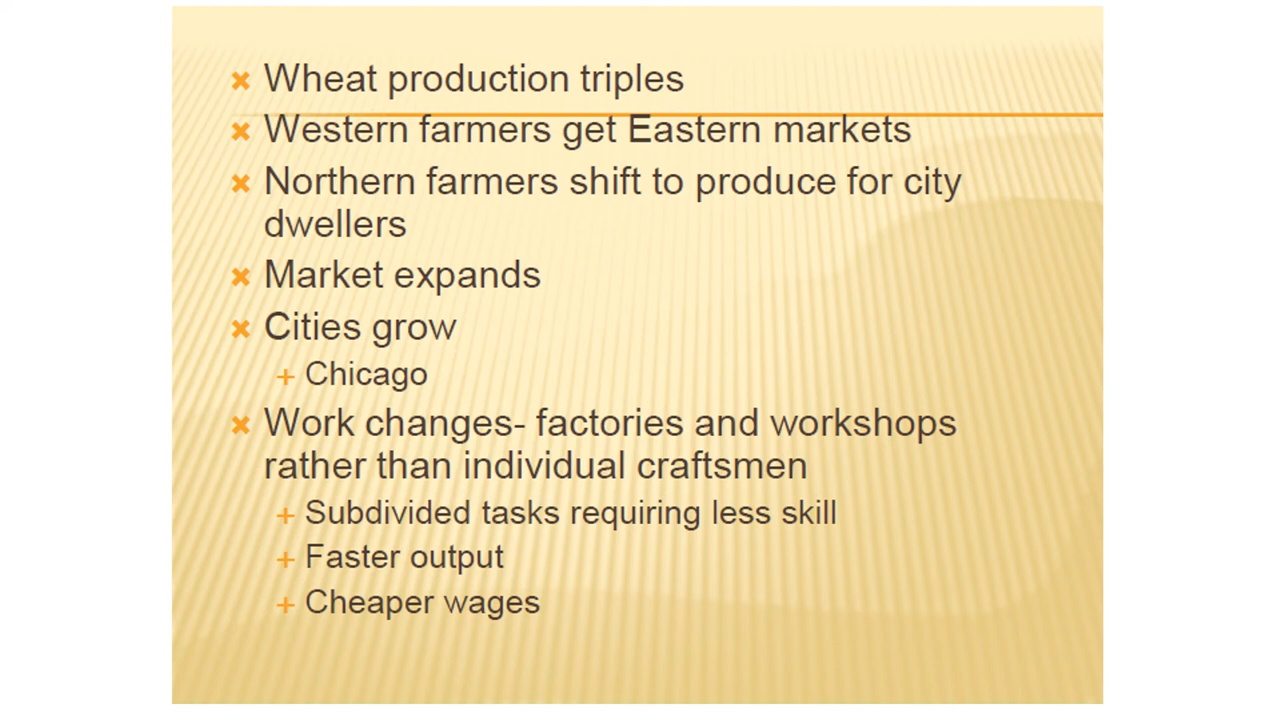 Wheat production triples
Western farmers get Eastern markets
Northern farmers shift to produce for city
dwellers
Market expands
Cities grow
Chicago
Work changes- factories and workshops
rather than individual craftsmen
Subdivided tasks requiring less skill
Faster output
Cheaper wages